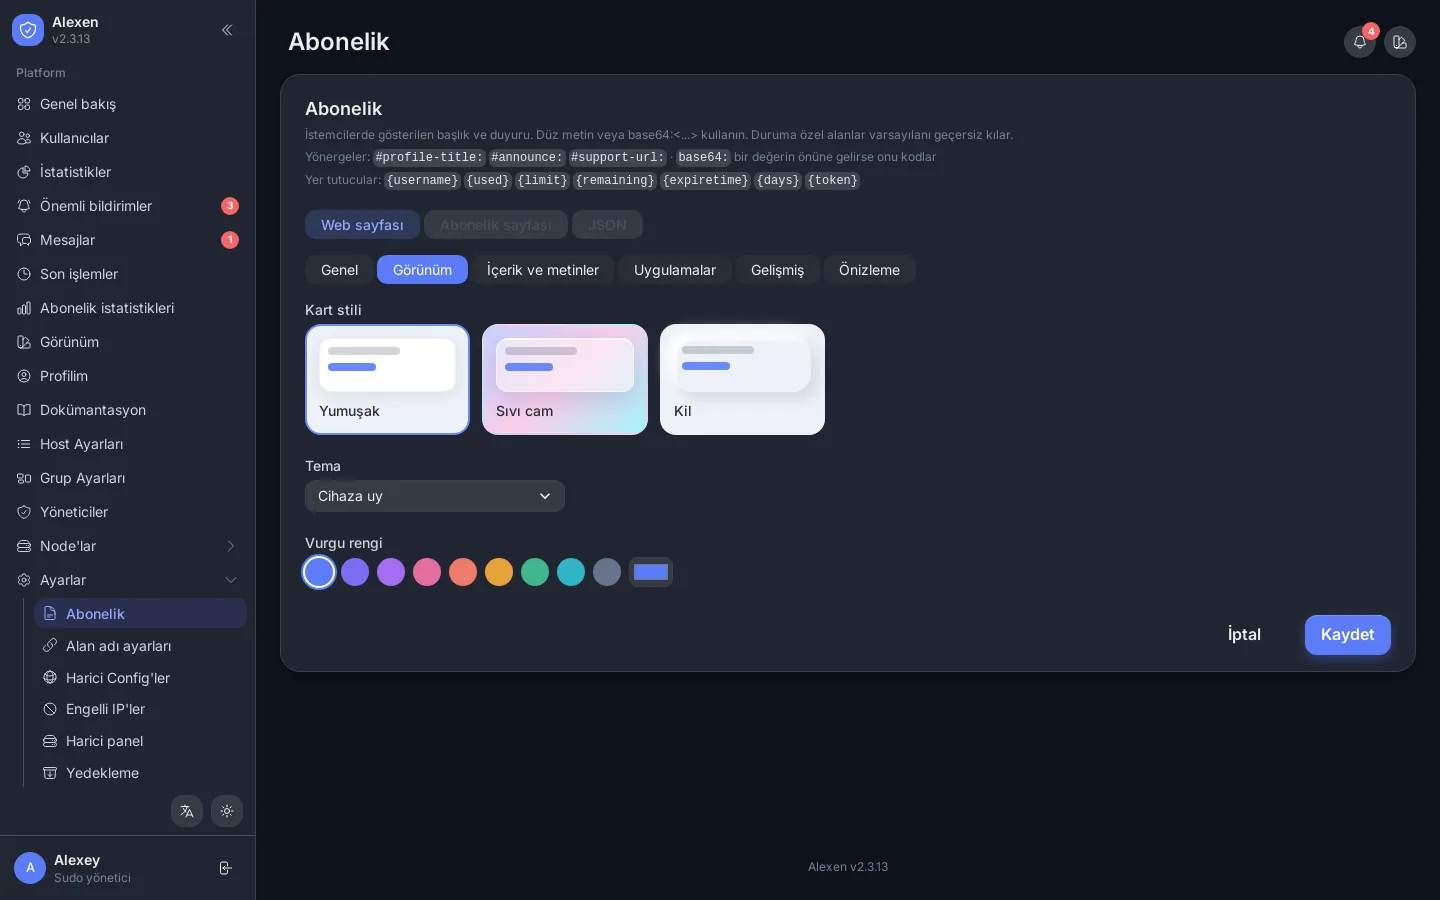 Alexen
v2.3.13
Platform
Genel bakış
Kullanıcılar
İstatistikler
Önemli bildirimler 3
Mesajlar 1
Son işlemler
Abonelik istatistikleri
Görünüm
Profilim
Dokümantasyon
Host Ayarları
Grup Ayarları
Yöneticiler
Node'lar
Ayarlar
Abonelik
Alan adı ayarları
Harici Config'ler
Engelli IP'ler
Harici panel
Yedekleme
A
Alexey
Sudo yönetici
Abonelik
4
Abonelik
İstemcilerde gösterilen başlık ve duyuru. Düz metin veya base64:<...> kullanın. Duruma özel alanlar varsayılanı geçersiz kılar.
Yönergeler: #profile-title: #announce: #support-url: · base64: bir değerin önüne gelirse onu kodlar
Yer tutucular: {username} {used} {limit} {remaining} {expiretime} {days} {token}
Web sayfası Abonelik sayfası JSON
Genel Görünüm İçerik ve metinler Uygulamalar Gelişmiş Önizleme
Kart stili
Yumuşak Sıvı cam Kil
Tema
Cihaza uy
Vurgu rengi
İptal Kaydet
Alexen v2.3.13